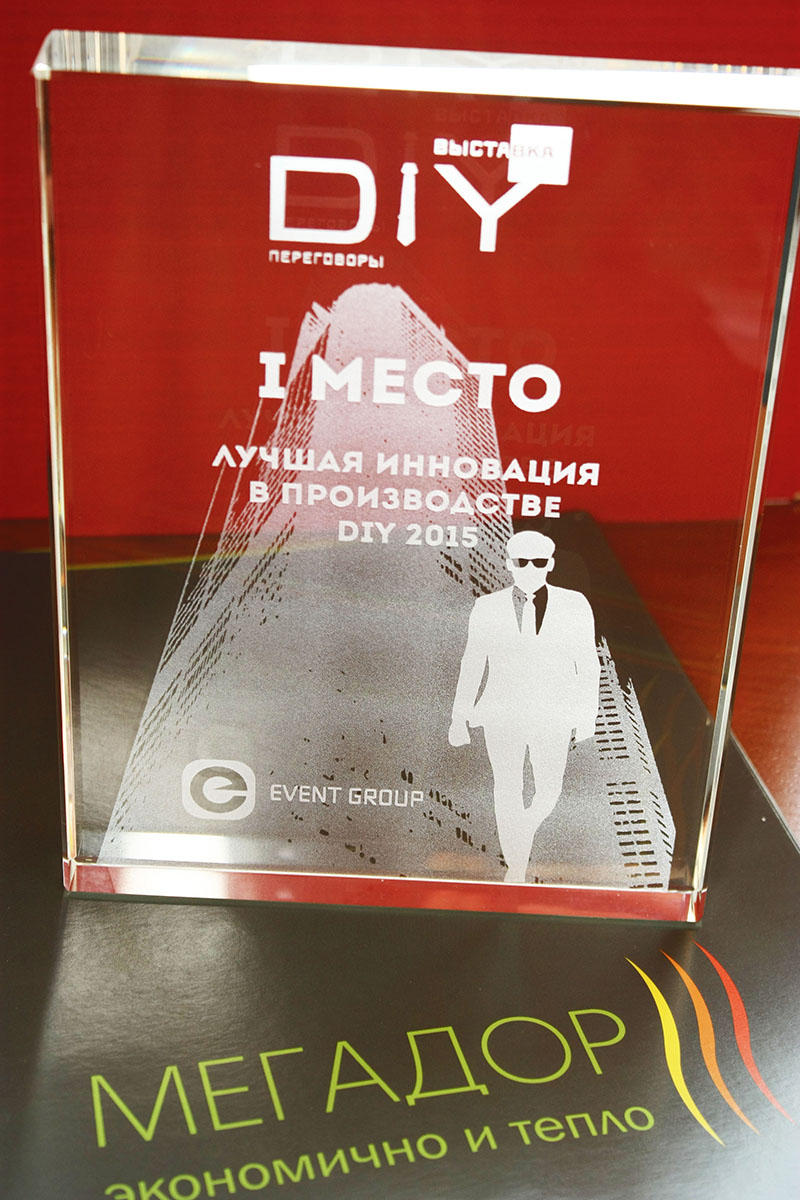 ВЫСТАВКА
DiY
ПЕРЕГОВОРЫ
I МЕСТО
ЛУЧШАЯ ИННОВАЦИЯ
В ПРОИЗВОДСТВЕ
DIY 2015
e EVENT GROUP
МЕГАДОР
экономично и тепло